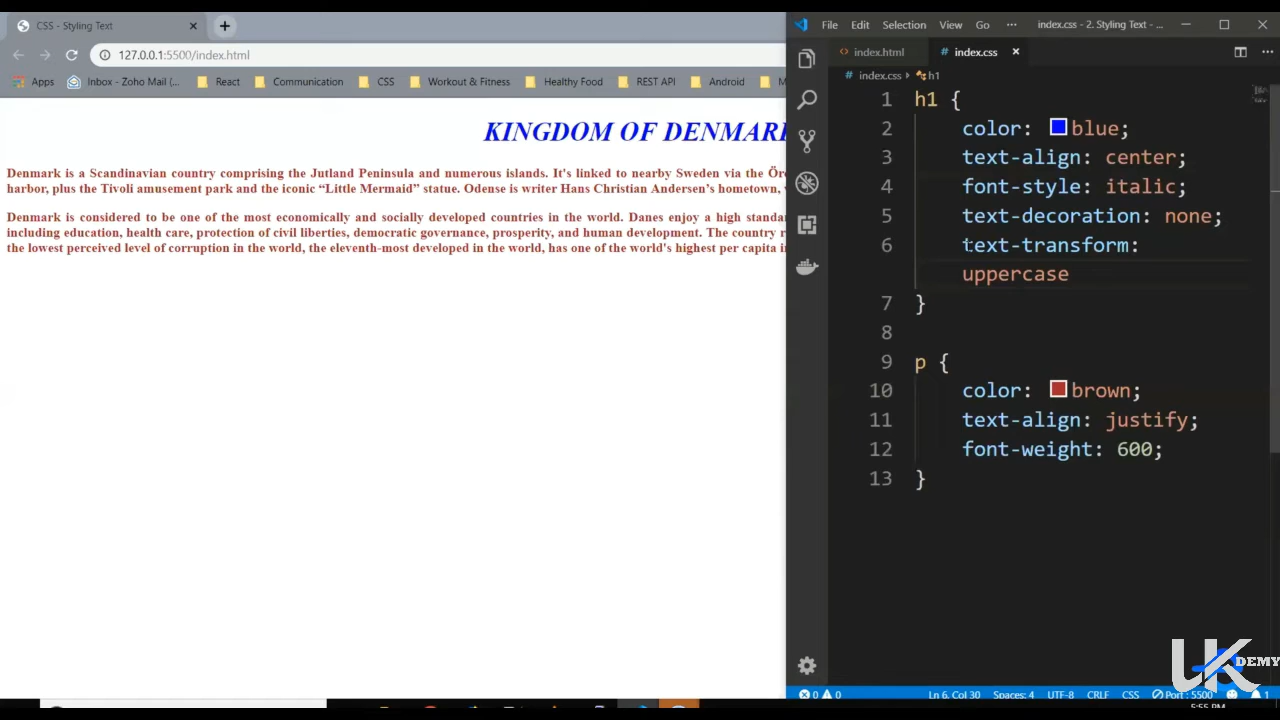 CSS - Styling Text
127.0.0.1:5500/index.html
Apps
Inbox - Zoho Mail (...
React
Communication
CSS
Workout & Fitness
Healthy Food
REST API
Android
KINGDOM OF DENMARK
Denmark is a Scandinavian country comprising the Jutland Peninsula and numerous islands. It's linked to nearby Sweden via the
harbor, plus the Tivoli amusement park and the iconic “Little Mermaid” statue. Odense is writer Hans Christian Andersen’s hometown,
Denmark is considered to be one of the most economically and socially developed countries in the world. Danes enjoy a high
including education, health care, protection of civil liberties, democratic governance, prosperity, and human development. The country
the lowest perceived level of corruption in the world, the eleventh-most developed in the world, has one of the world's highest per capita
File Edit Selection View Go ··· index.css - 2. Styling Text - ...
index.html
# index.css
# index.css › h1
1 h1 {
2 color: blue;
3 text-align: center;
4 font-style: italic;
5 text-decoration: none;
6 text-transform:
uppercase
7 }
8
9 p {
10 color: brown;
11 text-align: justify;
12 font-weight: 600;
13 }
0 0 Ln 6, Col 30 Spaces: 4 UTF-8 CRLF CSS Port : 5500 1
UK DEMY
5:55 PM